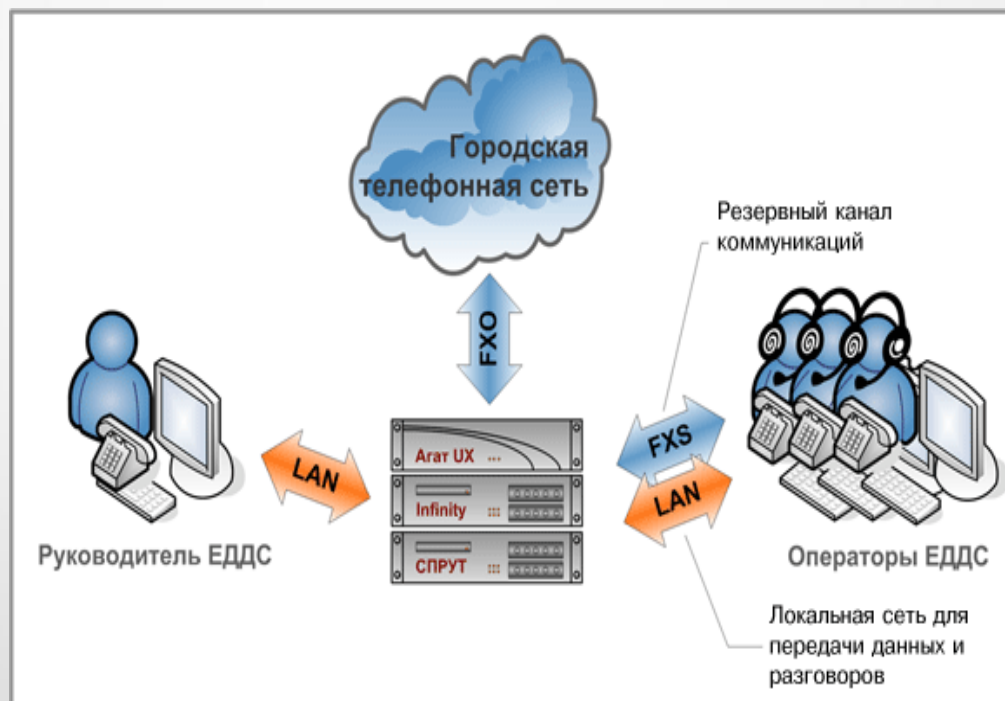 Городская
телефонная сеть
Резервный канал
коммуникаций
FXO
Агат UX
Infinity
СПРУТ
LAN
FXS
LAN
Руководитель ЕДДС
Операторы ЕДДС
Локальная сеть для
передачи данных и
разговоров